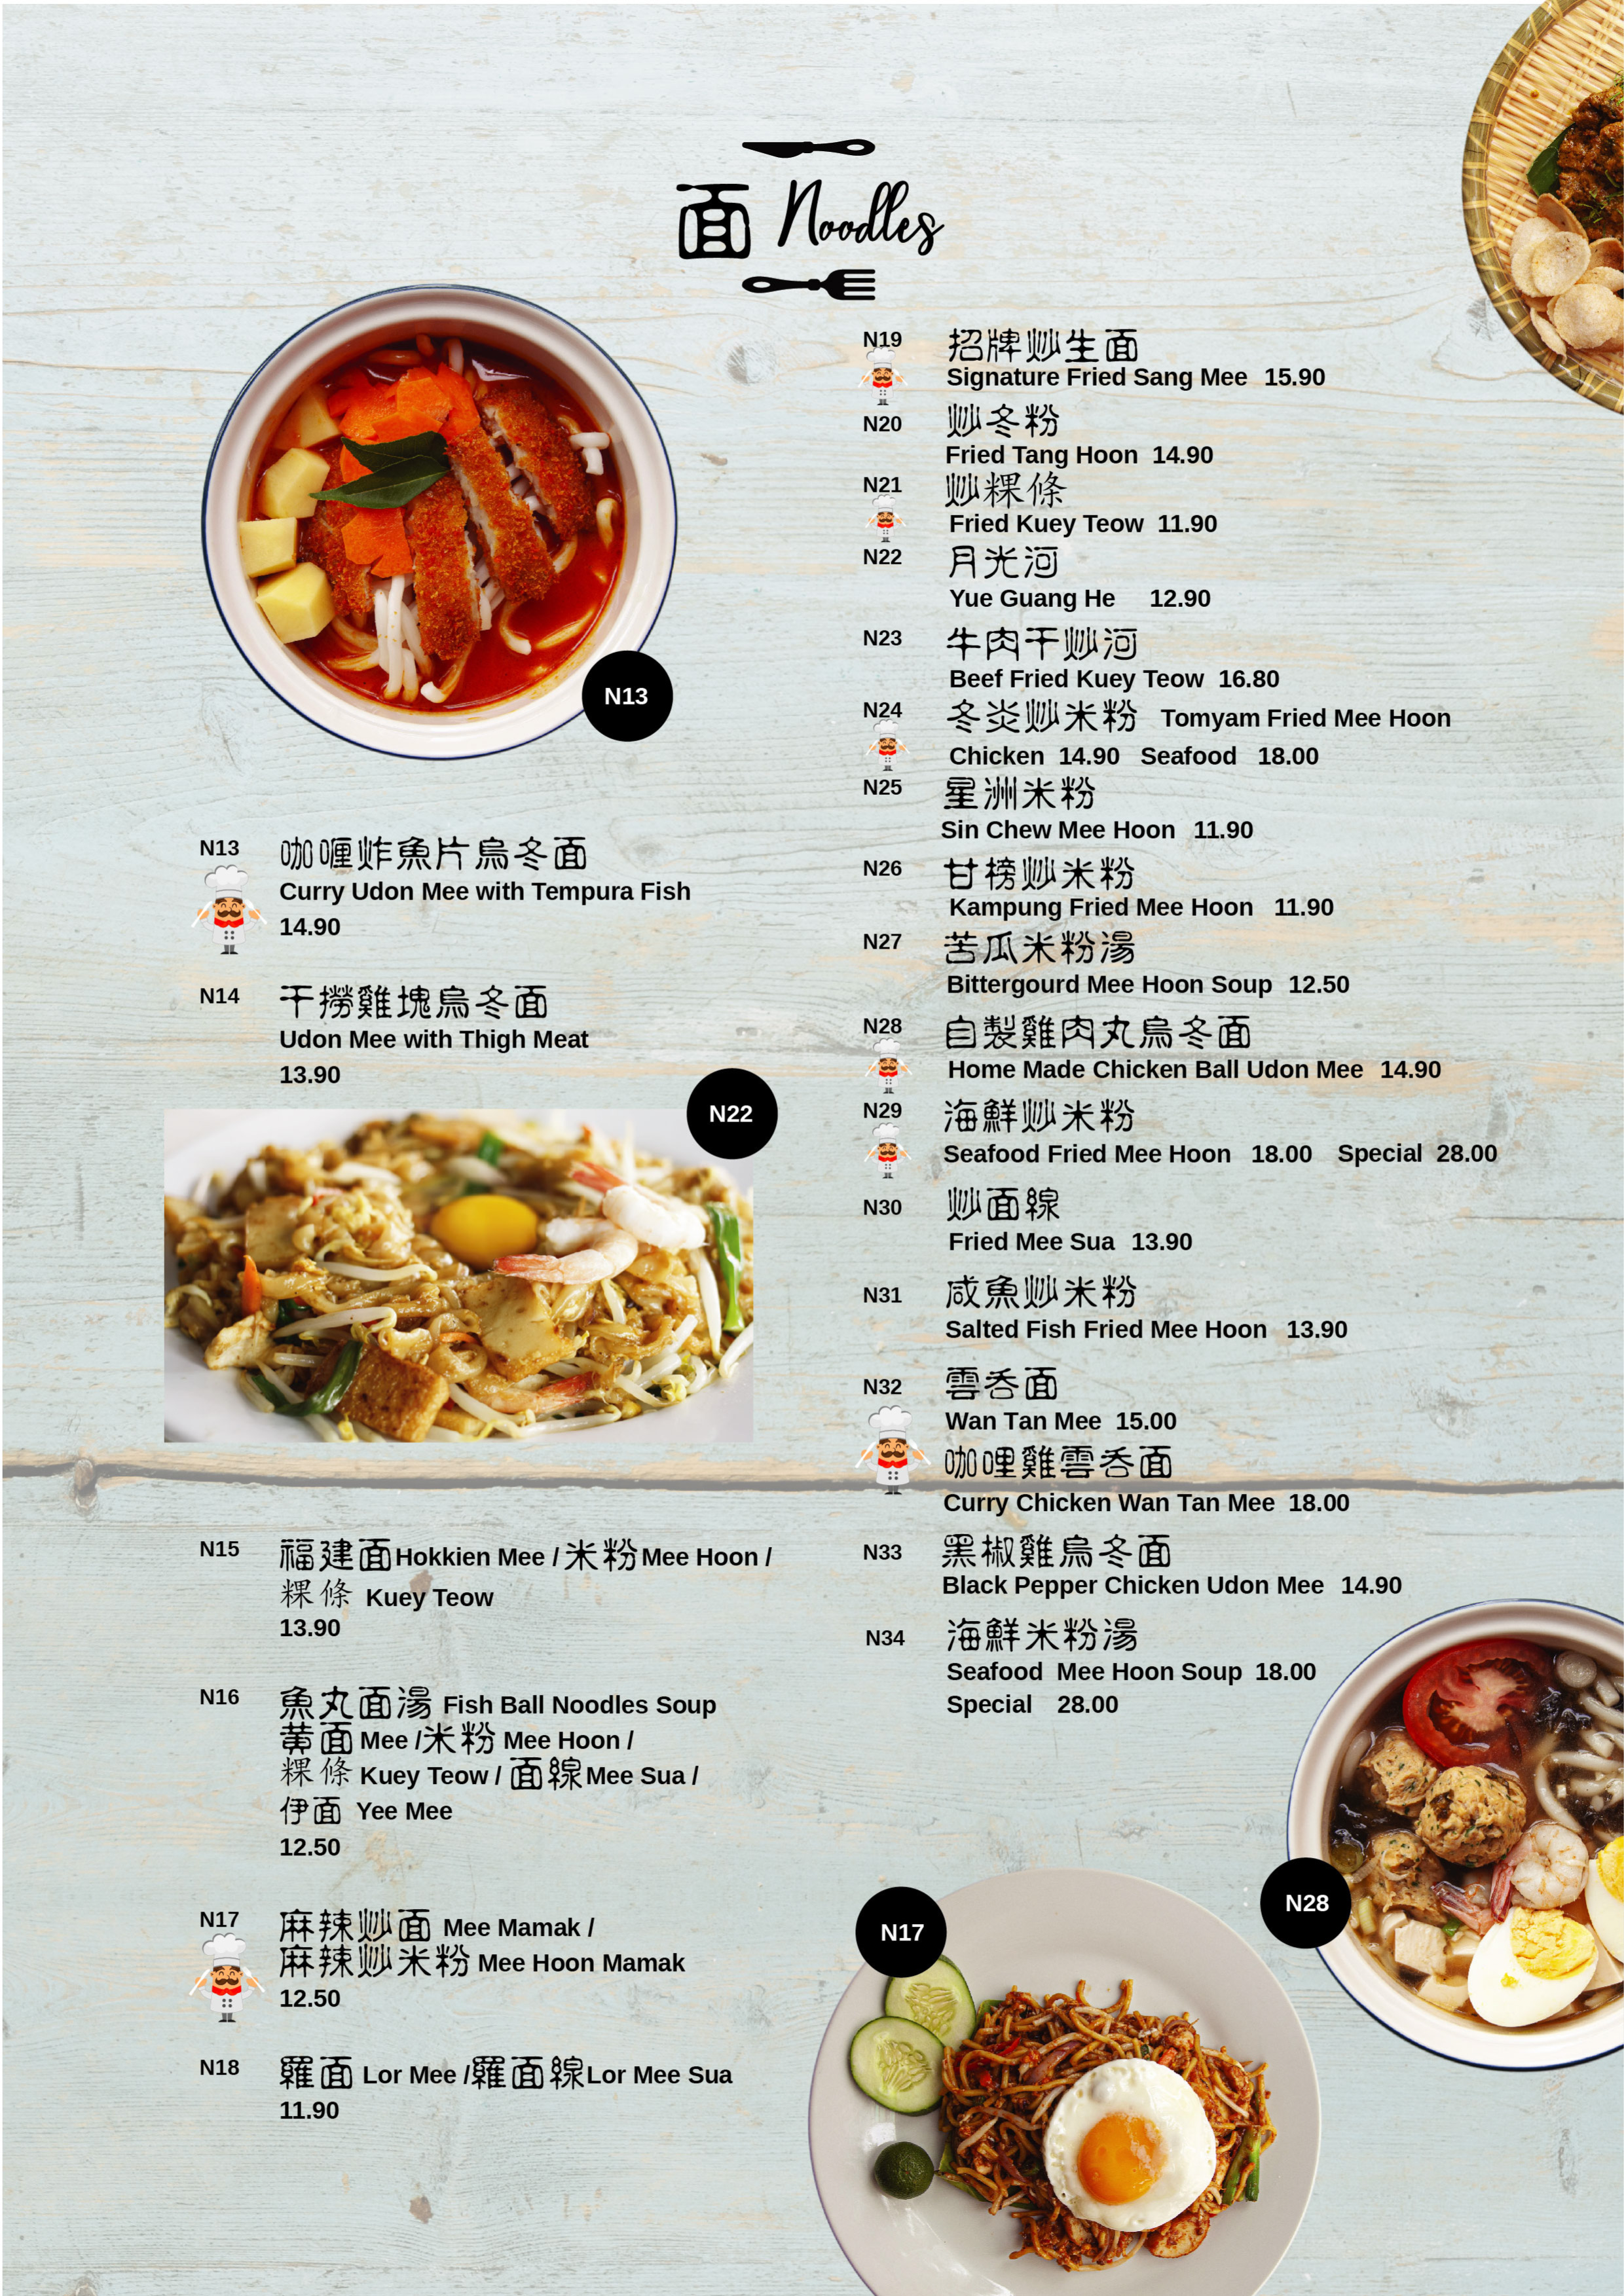 面 Noodles
N13
N13 咖喱炸魚片烏冬面
Curry Udon Mee with Tempura Fish
14.90
N14 干撈雞塊烏冬面
Udon Mee with Thigh Meat
13.90
N22
N15 福建面Hokkien Mee / 米粉Mee Hoon /
粿條 Kuey Teow
13.90
N16 魚丸面湯 Fish Ball Noodles Soup
黄面 Mee /米粉 Mee Hoon /
粿條 Kuey Teow / 面線Mee Sua /
伊面 Yee Mee
12.50
N17 麻辣炒面 Mee Mamak /
麻辣炒米粉 Mee Hoon Mamak
12.50
N18 羅面 Lor Mee /羅面線Lor Mee Sua
11.90
N19 招牌炒生面
Signature Fried Sang Mee 15.90
N20 炒冬粉
Fried Tang Hoon 14.90
N21 炒粿條
Fried Kuey Teow 11.90
N22 月光河
Yue Guang He 12.90
N23 牛肉干炒河
Beef Fried Kuey Teow 16.80
N24 冬炎炒米粉 Tomyam Fried Mee Hoon
Chicken 14.90 Seafood 18.00
N25 星洲米粉
Sin Chew Mee Hoon 11.90
N26 甘榜炒米粉
Kampung Fried Mee Hoon 11.90
N27 苦瓜米粉湯
Bittergourd Mee Hoon Soup 12.50
N28 自製雞肉丸烏冬面
Home Made Chicken Ball Udon Mee 14.90
N29 海鮮炒米粉
Seafood Fried Mee Hoon 18.00 Special 28.00
N30 炒面線
Fried Mee Sua 13.90
N31 咸魚炒米粉
Salted Fish Fried Mee Hoon 13.90
N32 雲吞面
Wan Tan Mee 15.00
咖哩雞雲吞面
Curry Chicken Wan Tan Mee 18.00
N33 黑椒雞烏冬面
Black Pepper Chicken Udon Mee 14.90
N34 海鮮米粉湯
Seafood Mee Hoon Soup 18.00
Special 28.00
N28
N17